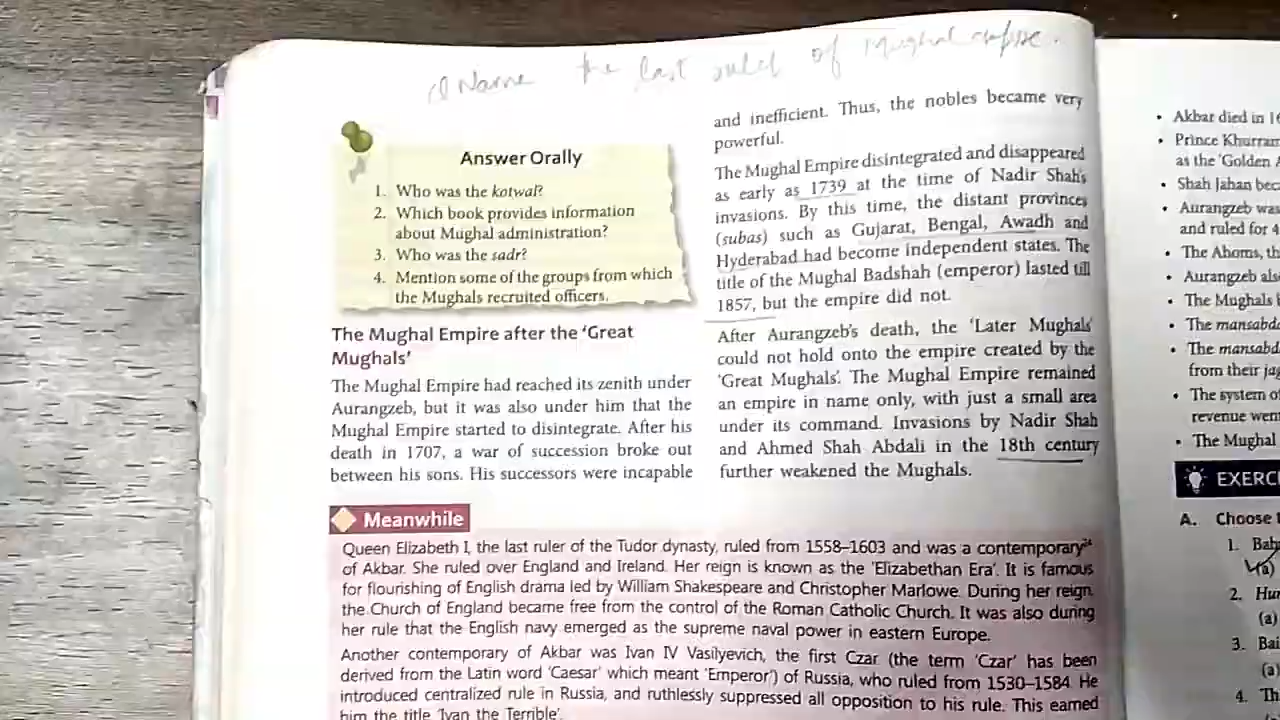 Name the last ruler of Mughal
Answer Orally
1. Who was the kotwal?
2. Which book provides information
about Mughal administration?
3. Who was the sadr?
4. Mention some of the groups from which
the Mughals recruited officers.
The Mughal Empire after the ‘Great
Mughals’
The Mughal Empire had reached its zenith under
Aurangzeb, but it was also under him that the
Mughal Empire started to disintegrate. After his
death in 1707, a war of succession broke out
between his sons. His successors were incapable
and inefficient. Thus, the nobles became very
powerful.
The Mughal Empire disintegrated and disappeared
as early as 1739 at the time of Nadir Shah's
invasions. By this time, the distant provinces
(subas) such as Gujarat, Bengal, Awadh and
Hyderabad had become independent states. The
title of the Mughal Badshah (emperor) lasted till
1857, but the empire did not.
After Aurangzeb's death, the ‘Later Mughals’
could not hold onto the empire created by the
‘Great Mughals’. The Mughal Empire remained
an empire in name only, with just a small area
under its command. Invasions by Nadir Shah
and Ahmed Shah Abdali in the 18th century
further weakened the Mughals.
Meanwhile
Queen Elizabeth I, the last ruler of the Tudor dynasty, ruled from 1558–1603 and was a contemporary
of Akbar. She ruled over England and Ireland. Her reign is known as the ‘Elizabethan Era’. It is famous
for flourishing of English drama led by William Shakespeare and Christopher Marlowe. During her reign,
the Church of England became free from the control of the Roman Catholic Church. It was also during
her rule that the English navy emerged as the supreme naval power in eastern Europe.
Another contemporary of Akbar was Ivan IV Vasilyevich, the first Czar (the term ‘Czar’ has been
derived from the Latin word ‘Caesar’ which meant ‘Emperor’) of Russia, who ruled from 1530–1584. He
introduced centralized rule in Russia, and ruthlessly suppressed all opposition to his rule. This earned
him the title ‘Ivan the Terrible’.
• Akbar died in
• Prince Khurram
as the ‘Golden
• Shah Jahan
• Aurangzeb was
and ruled for 4
• The Ahoms,
• Aurangzeb
• The Mughals
• The
• The
from their
• The system of
revenue
• The Mughal
A. Choose
1.
(a)
2.
(a)
3.
(a)
4.